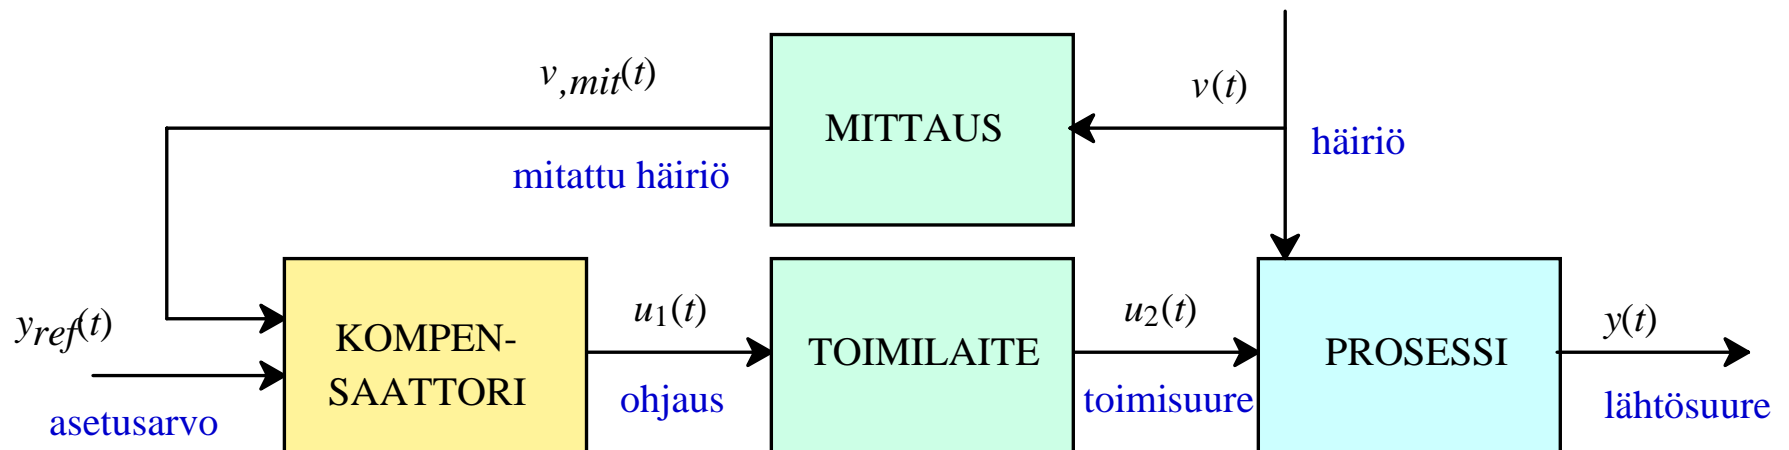 v,mit(t)
v(t)
MITTAUS
häiriö
mitattu häiriö
yref(t)
u1(t)
u2(t)
y(t)
KOMPEN-
SAATTORI
TOIMILAITE
PROSESSI
asetusarvo
ohjaus
toimisuure
lähtösuure